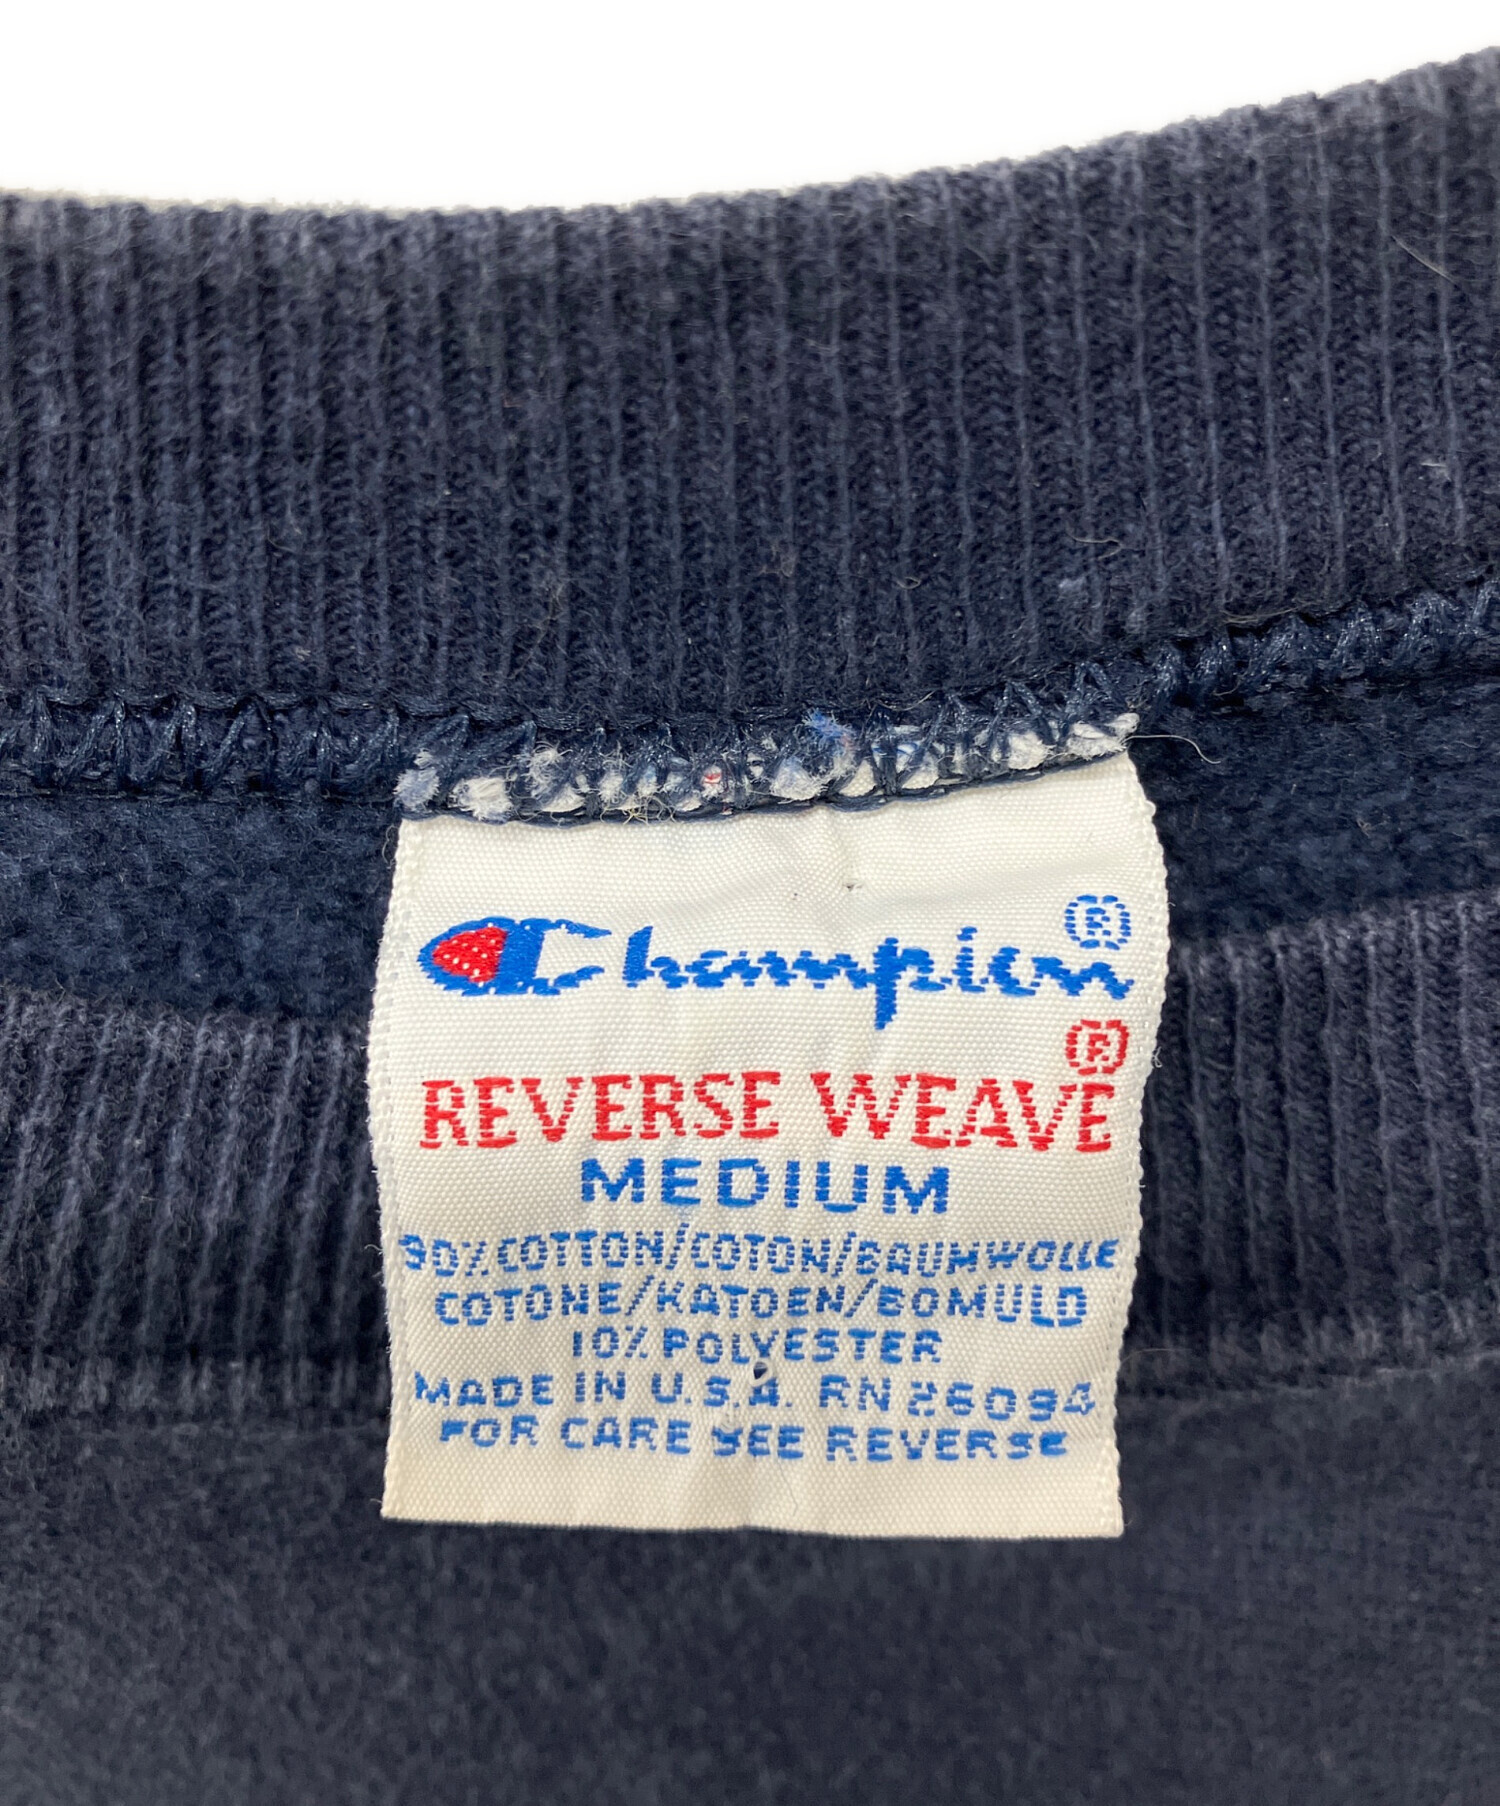 Champion®
REVERSE WEAVE®
MEDIUM
90% COTTON/COTON/BAUMWOLLE
COTONE/KATOEN/BOMULD
10% POLYESTER
MADE IN U.S.A. RN 26094
FOR CARE SEE REVERSE